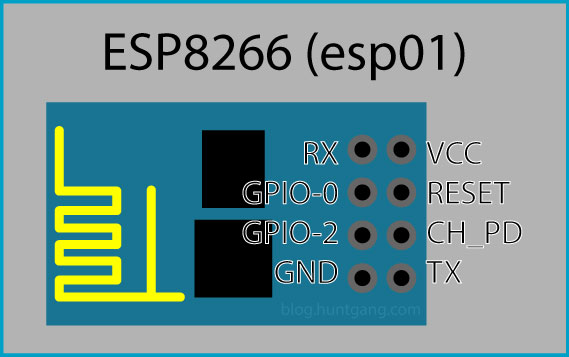 ESP8266 (esp01)
RX VCC
GPIO-0 RESET
GPIO-2 CH_PD
GND TX
blog.huntgang.com